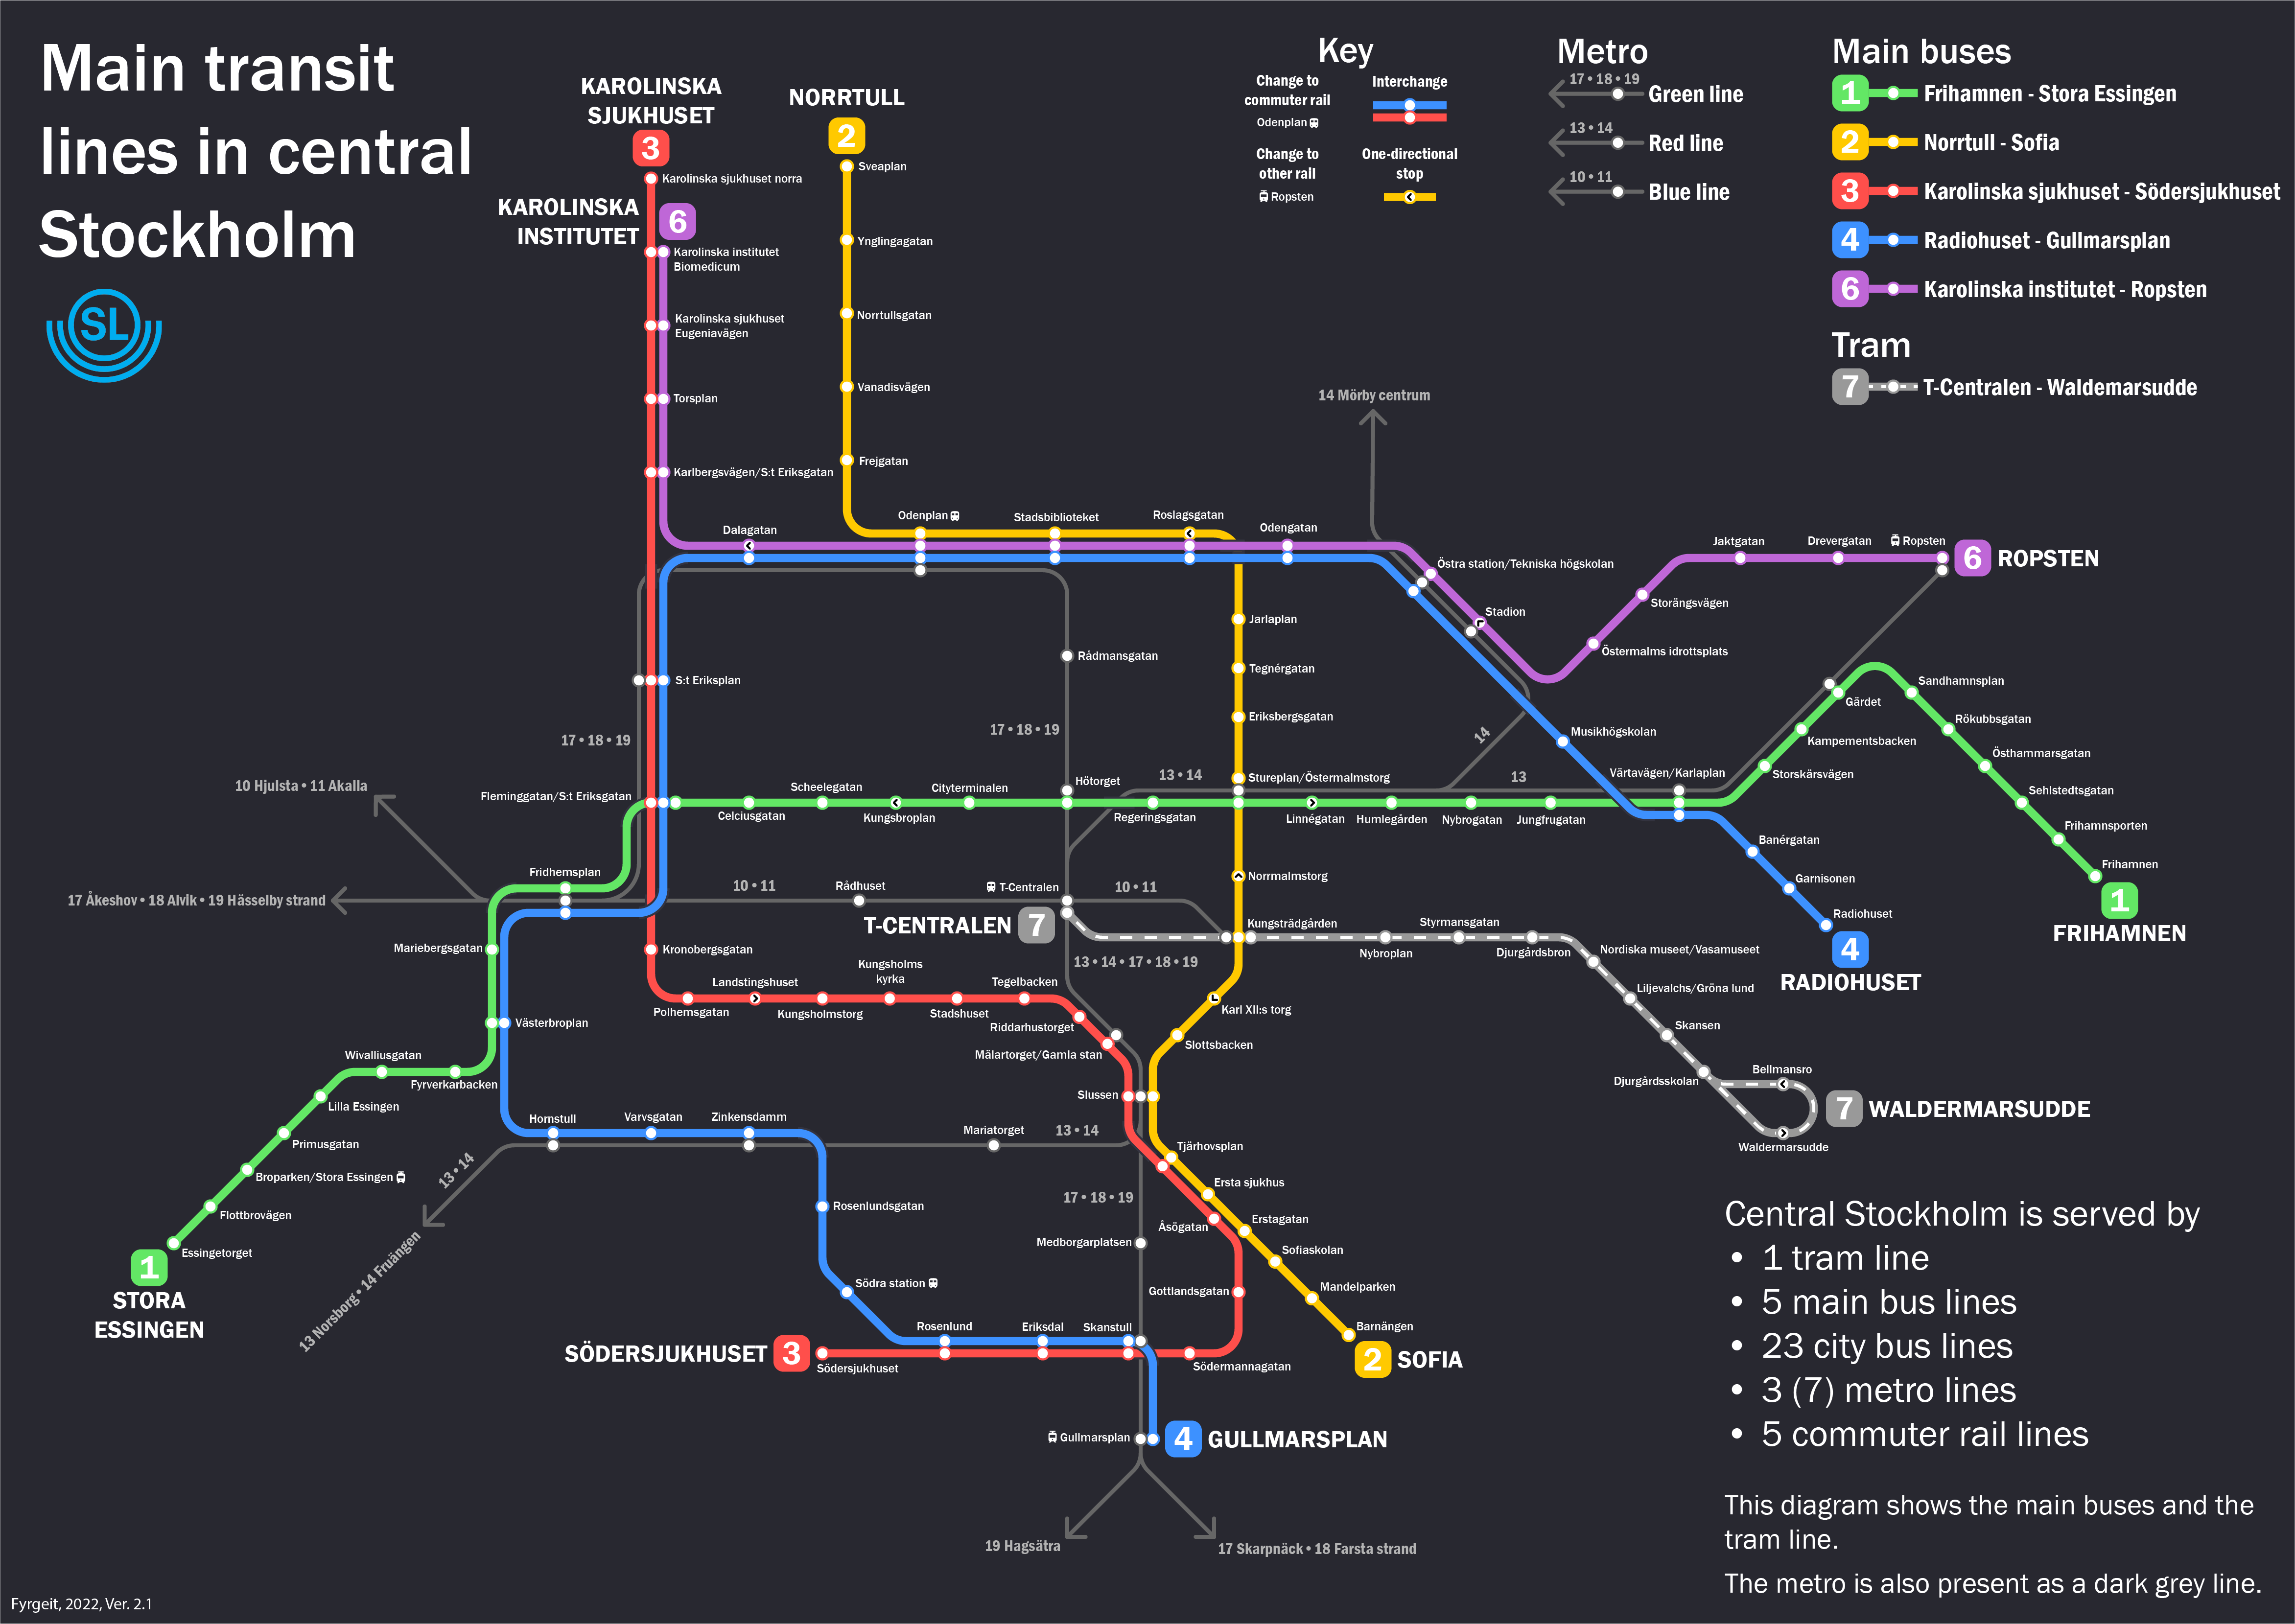 Main transit
lines in central
Stockholm
SL
Key
Change to
commuter rail
Odenplan
Interchange
Change to
other rail
Ropsten
One-directional
stop
Metro
17 • 18 • 19
Green line
13 • 14
Red line
10 • 11
Blue line
Main buses
1 Frihamnen - Stora Essingen
2 Norrtull - Sofia
3 Karolinska sjukhuset - Södersjukhuset
4 Radiohuset - Gullmarsplan
6 Karolinska institutet - Ropsten
Tram
7 T-Centralen - Waldemarsudde
KAROLINSKA
SJUKHUSET
3
Karolinska sjukhuset norra
KAROLINSKA
INSTITUTET
6
Karolinska institutet
Biomedicum
Karolinska sjukhuset
Eugeniavägen
Torsplan
Karlbergsvägen/S:t Eriksgatan
NORRTULL
2
Sveaplan
Ynglingagatan
Norrtullsgatan
Vanadisvägen
Frejgatan
14 Mörby centrum
Dalagatan
Odenplan
Stadsbiblioteket
Roslagsgatan
Odengatan
Östra station/Tekniska högskolan
Stadion
Östermalms idrottsplats
Storängsvägen
Jaktgatan
Drevergatan
Ropsten
6 ROPSTEN
Jarlaplan
Tegnérgatan
Eriksbergsgatan
Rådmansgatan
S:t Eriksplan
17 • 18 • 19
17 • 18 • 19
14
Musikhögskolan
Gärdet
Kampementsbacken
Storskärsvägen
Sandhamnsplan
Rökubbsgatan
Östhammarsgatan
Sehlstedtsgatan
Frihamnsporten
Frihamnen
1
FRIHAMNEN
10 Hjulsta • 11 Akalla
Fleminggatan/S:t Eriksgatan
Celciusgatan
Scheelegatan
Kungsbroplan
Cityterminalen
Hötorget
13 • 14
Stureplan/Östermalmstorg
13
Värtavägen/Karlaplan
Regeringsgatan
Linnégatan
Humlegården
Nybrogatan
Jungfrugatan
Banérgatan
Garnisonen
Radiohuset
4
RADIOHUSET
Fridhemsplan
17 Åkeshov • 18 Alvik • 19 Hässelby strand
10 • 11
Rådhuset
T-Centralen
10 • 11
Norrmalmstorg
T-CENTRALEN 7
Kungsträdgården
Nybroplan
Styrmansgatan
Djurgårdsbron
Nordiska museet/Vasamuseet
Liljevalchs/Gröna lund
Skansen
Djurgårdsskolan
Bellmansro
7 WALDERMARSUDDE
Waldermarsudde
Mariebergsgatan
Kronobergsgatan
13 • 14 • 17 • 18 • 19
Polhemsgatan
Landstingshuset
Kungsholmstorg
Kungsholms
kyrka
Stadshuset
Tegelbacken
Riddarhustorget
Mälartorget/Gamla stan
Karl XII:s torg
Slottsbacken
Västerbroplan
Wivalliusgatan
Fyrverkarbacken
Lilla Essingen
Primusgatan
Broparken/Stora Essingen
Flottbrovägen
Essingetorget
1
STORA
ESSINGEN
Slussen
Hornstull
Varvsgatan
Zinkensdamm
Mariatorget
13 • 14
13 • 14
13 Norsborg • 14 Fruängen
Tjärhovsplan
Ersta sjukhus
Erstagatan
Sofiaskolan
Mandelparken
Barnängen
2 SOFIA
17 • 18 • 19
Åsögatan
Rosenlundsgatan
Medborgarplatsen
Gottlandsgatan
Södra station
Rosenlund
Eriksdal
Skanstull
SÖDERSJUKHUSET 3
Södersjukhuset
Södermannagatan
Gullmarsplan
4 GULLMARSPLAN
19 Hagsätra
17 Skarpnäck • 18 Farsta strand
Central Stockholm is served by
• 1 tram line
• 5 main bus lines
• 23 city bus lines
• 3 (7) metro lines
• 5 commuter rail lines
This diagram shows the main buses and the
tram line.
The metro is also present as a dark grey line.
Fyrgeit, 2022, Ver. 2.1